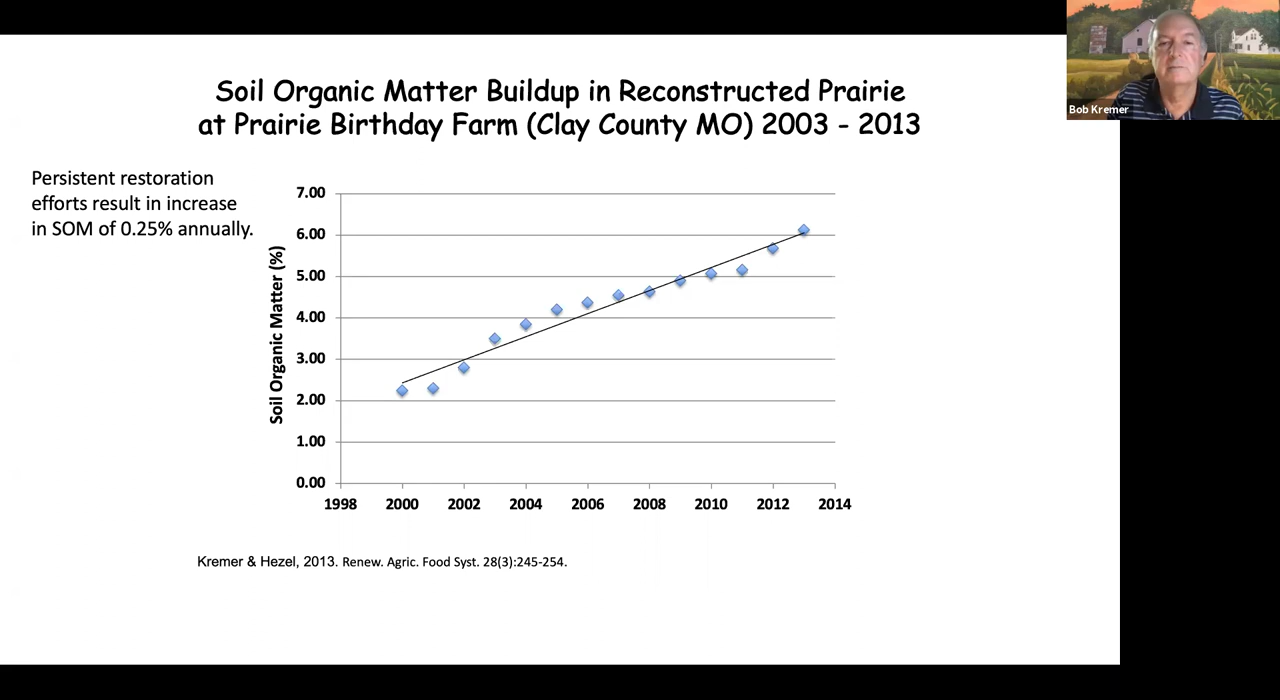 Soil Organic Matter Buildup in Reconstructed Prairie
at Prairie Birthday Farm (Clay County MO) 2003 - 2013
Bob Kremer
Persistent restoration
efforts result in increase
in SOM of 0.25% annually.
Soil Organic Matter (%)
7.00
6.00
5.00
4.00
3.00
2.00
1.00
0.00
1998 2000 2002 2004 2006 2008 2010 2012 2014
Kremer & Hezel, 2013. Renew. Agric. Food Syst. 28(3):245-254.